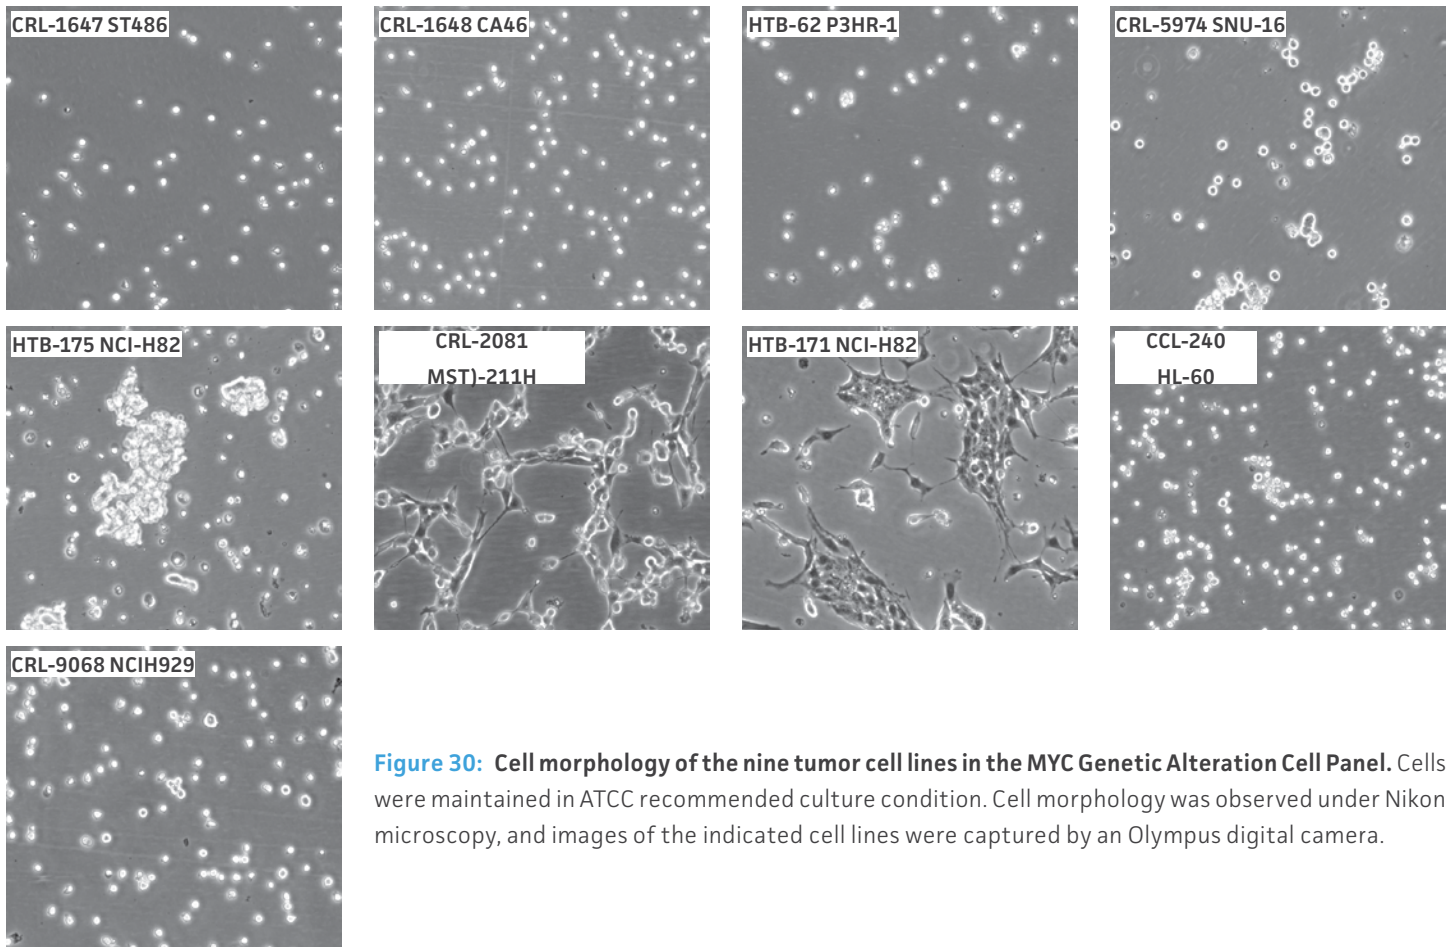 CRL-1647 ST486
CRL-1648 CA46
HTB-62 P3HR-1
CRL-5974 SNU-16
HTB-175 NCI-H82
CRL-2081
MST)-211H
HTB-171 NCI-H82
CCL-240
HL-60
CRL-9068 NCIH929
Figure 30: Cell morphology of the nine tumor cell lines in the MYC Genetic Alteration Cell Panel. Cells
were maintained in ATCC recommended culture condition. Cell morphology was observed under Nikon
microscopy, and images of the indicated cell lines were captured by an Olympus digital camera.